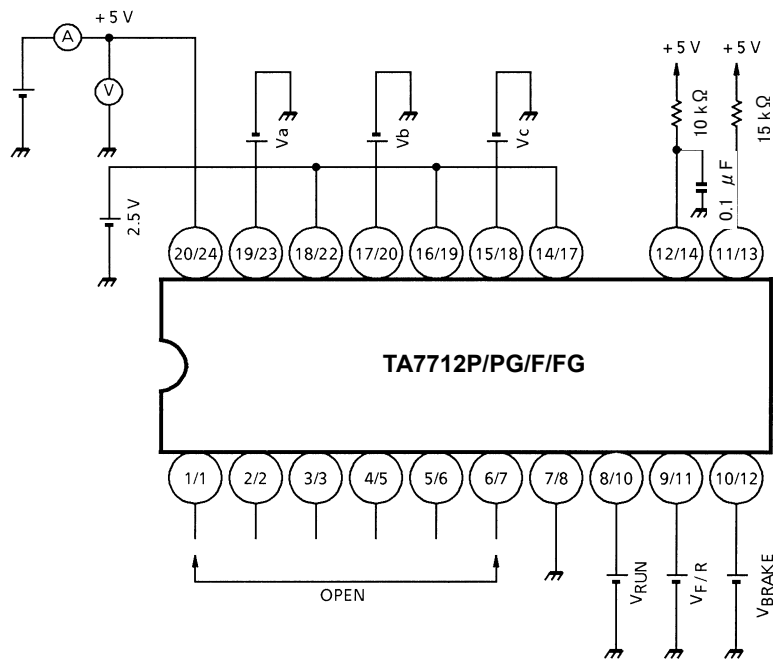 + 5 V
A
V
2.5 V
Va
Vb
Vc
+ 5 V
+ 5 V
10 kΩ
15 kΩ
0.1 μF
20/24
19/23
18/22
17/20
16/19
15/18
14/17
12/14
11/13
TA7712P/PG/F/FG
1/1
2/2
3/3
4/5
5/6
6/7
7/8
8/10
9/11
10/12
OPEN
VRUN
VF/R
VBRAKE